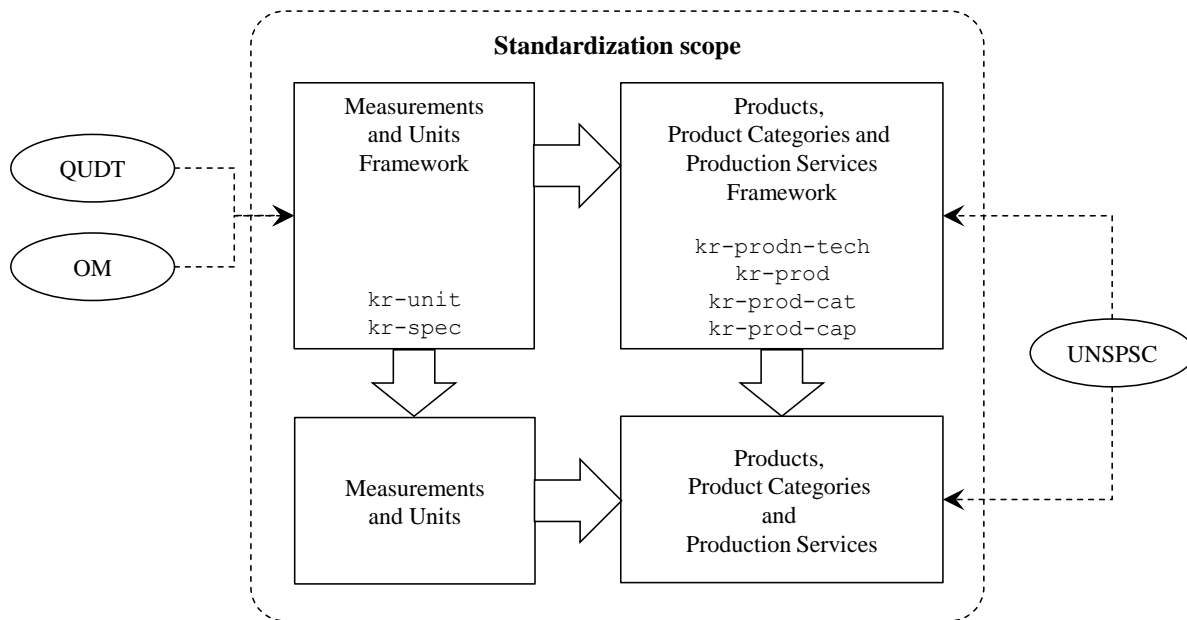 Standardization scope
QUDT
OM
Measurements
and Units
Framework
kr-unit
kr-spec
Products,
Product Categories and
Production Services
Framework
kr-prodn-tech
kr-prod
kr-prod-cat
kr-prod-cap
UNSPSC
Measurements
and Units
Products,
Product Categories
and
Production Services